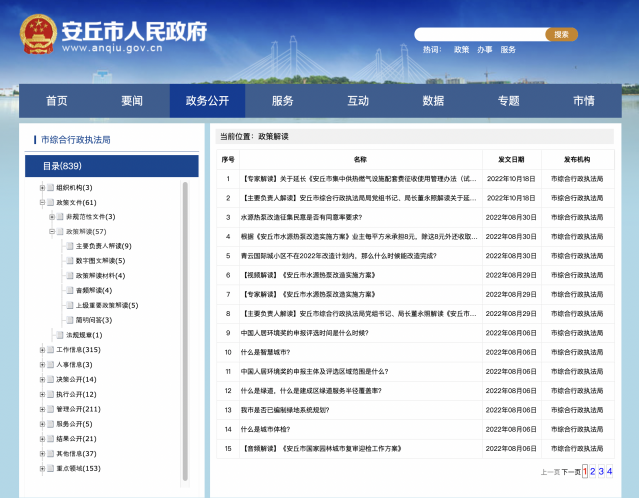 安丘市人民政府
www.anqiu.gov.cn
搜索
热词： 政策 办事 服务
首页 要闻 政务公开 服务 互动 数据 专题 市情
市综合行政执法局
目录(839)
组织机构(3)
政策文件(61)
非规范性文件(3)
政策解读(57)
主要负责人解读(9)
数字图文解读(5)
政策解读材料(4)
音频解读(4)
上级重要政策解读(5)
简明问答(3)
法规规章(1)
工作信息(315)
人事信息(3)
决策公开(14)
执行公开(12)
管理公开(211)
服务公开(5)
结果公开(21)
其他信息(37)
重点领域(153)
当前位置： 政策解读
序号 名称 发文日期 发布机构
1 【专家解读】关于延长《安丘市集中供热燃气设施配套费征收使用管理办法（试... 2022年10月18日 市综合行政执法局
2 【主要负责人解读】安丘市综合行政执法局局党组书记、局长董永照解读关于延... 2022年10月18日 市综合行政执法局
3 水源热泵改造征集民意是否有同意率要求? 2022年08月30日 市综合行政执法局
4 根据《安丘市水源热泵改造实施方案》业主每平方米承担8元，除这8元外还收取... 2022年08月30日 市综合行政执法局
5 青云国际城小区不在2022年改造计划内，那么什么时候能改造完成? 2022年08月30日 市综合行政执法局
6 【视频解读】《安丘市水源热泵改造实施方案》 2022年08月29日 市综合行政执法局
7 【专家解读】《安丘市水源热泵改造实施方案》 2022年08月29日 市综合行政执法局
8 【主要负责人解读】安丘市综合行政执法局党组书记、局长董永照解读《安丘市... 2022年08月29日 市综合行政执法局
9 中国人居环境奖的申报评选时间是什么时候? 2022年08月06日 市综合行政执法局
10 什么是智慧城市? 2022年08月06日 市综合行政执法局
11 中国人居环境奖的申报主体及评选区域范围是什么? 2022年08月06日 市综合行政执法局
12 什么是绿道，什么是建成区绿道服务半径覆盖率? 2022年08月06日 市综合行政执法局
13 我市是否已编制绿地系统规划? 2022年08月06日 市综合行政执法局
14 什么是城市体检? 2022年08月06日 市综合行政执法局
15 【音频解读】《安丘市国家园林城市复审迎检工作方案》 2022年08月06日 市综合行政执法局
上一页 下一页 1 2 3 4